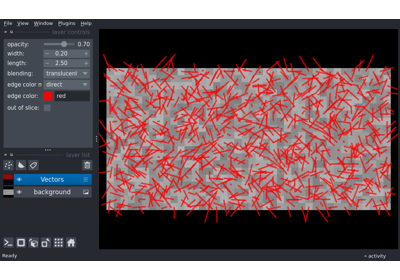 File View Window Plugins Help
layer controls
opacity: 0.70
width: 0.20
length: 2.50
blending: translucent
edge color m direct
edge color: red
out of slice:
layer list
Vectors
background
Ready
activity